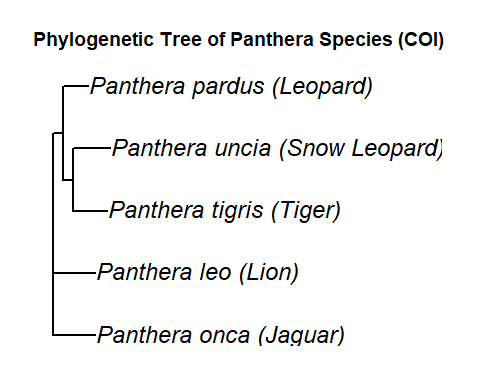 Phylogenetic Tree of Panthera Species (COI)
Panthera pardus (Leopard)
Panthera uncia (Snow Leopard)
Panthera tigris (Tiger)
Panthera leo (Lion)
Panthera onca (Jaguar)